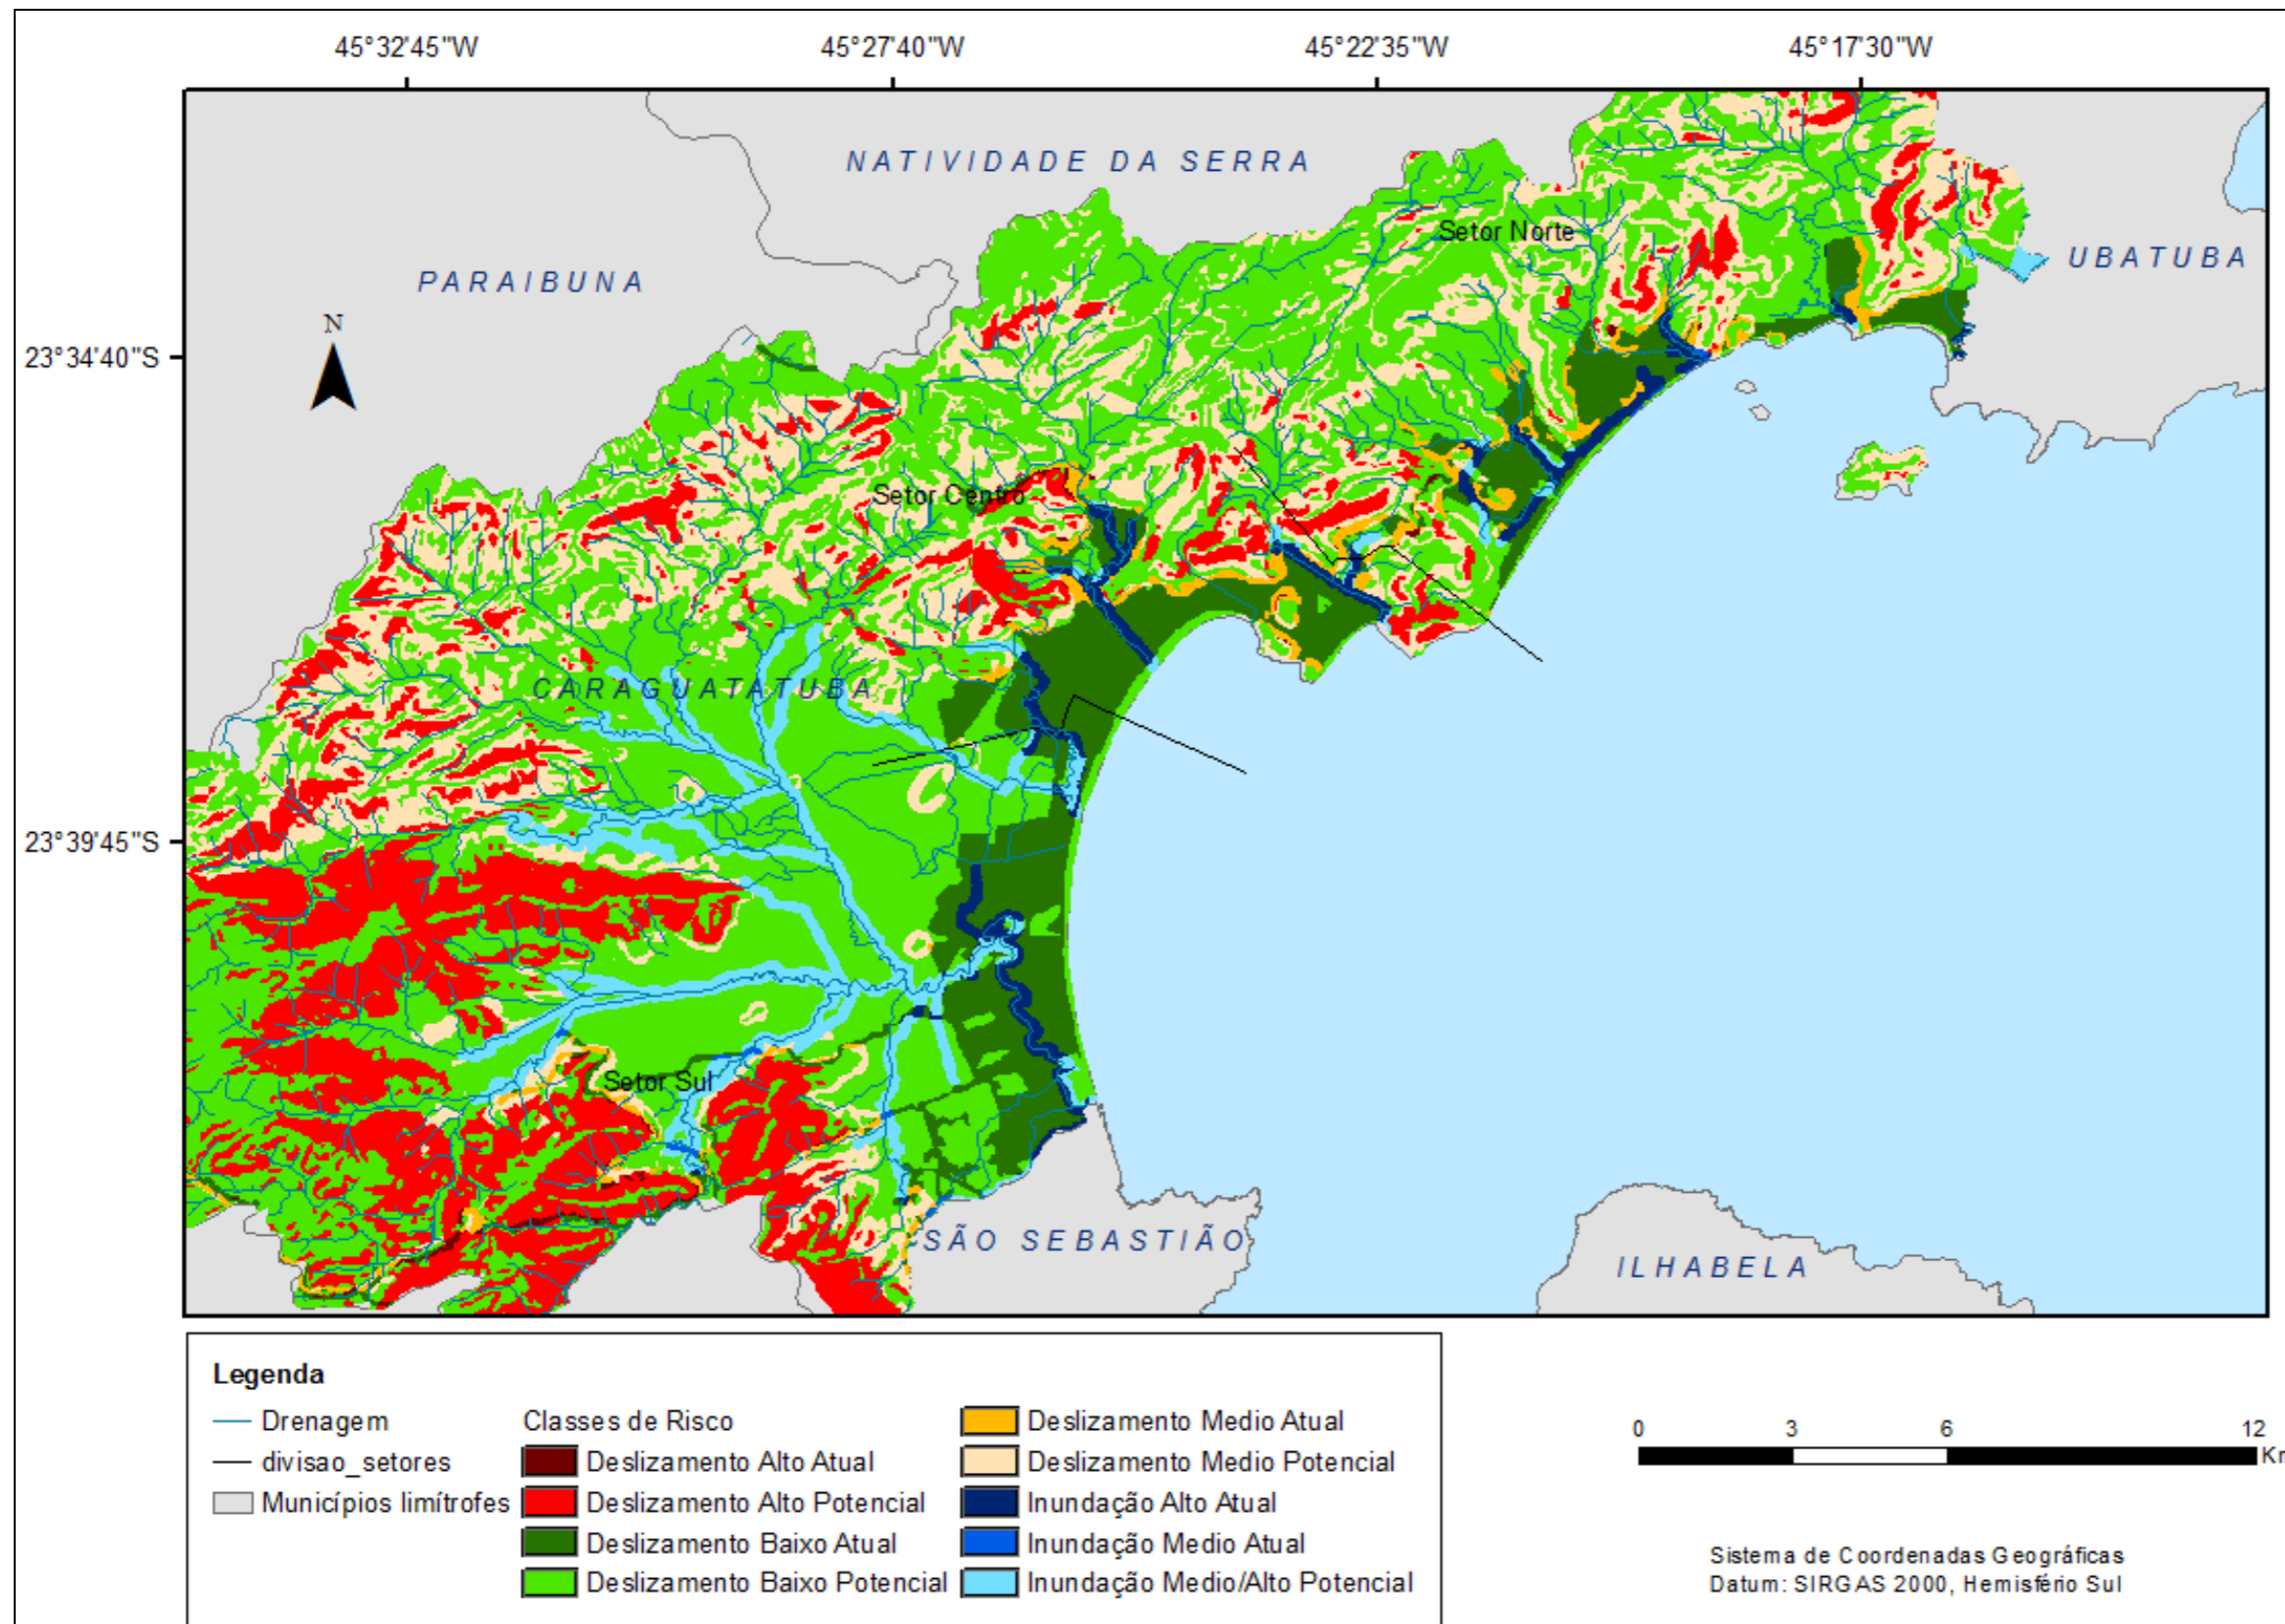 45°32'45"W 45°27'40"W 45°22'35"W 45°17'30"W
NATIVIDADE DA SERRA
Setor Norte
UBATUBA
PARAIBUNA
N
23°34'40"S
Setor Centro
CARAGUATATUBA
23°39'45"S
Setor Sul
SÃO SEBASTIÃO
ILHABELA
Legenda
Drenagem
divisao_setores
Municípios limítrofes
Classes de Risco
Deslizamento Alto Atual
Deslizamento Alto Potencial
Deslizamento Baixo Atual
Deslizamento Baixo Potencial
Deslizamento Medio Atual
Deslizamento Medio Potencial
Inundação Alto Atual
Inundação Medio Atual
Inundação Medio/Alto Potencial
0 3 6 12
Km
Sistema de Coordenadas Geográficas
Datum: SIRGAS 2000, Hemisfério Sul